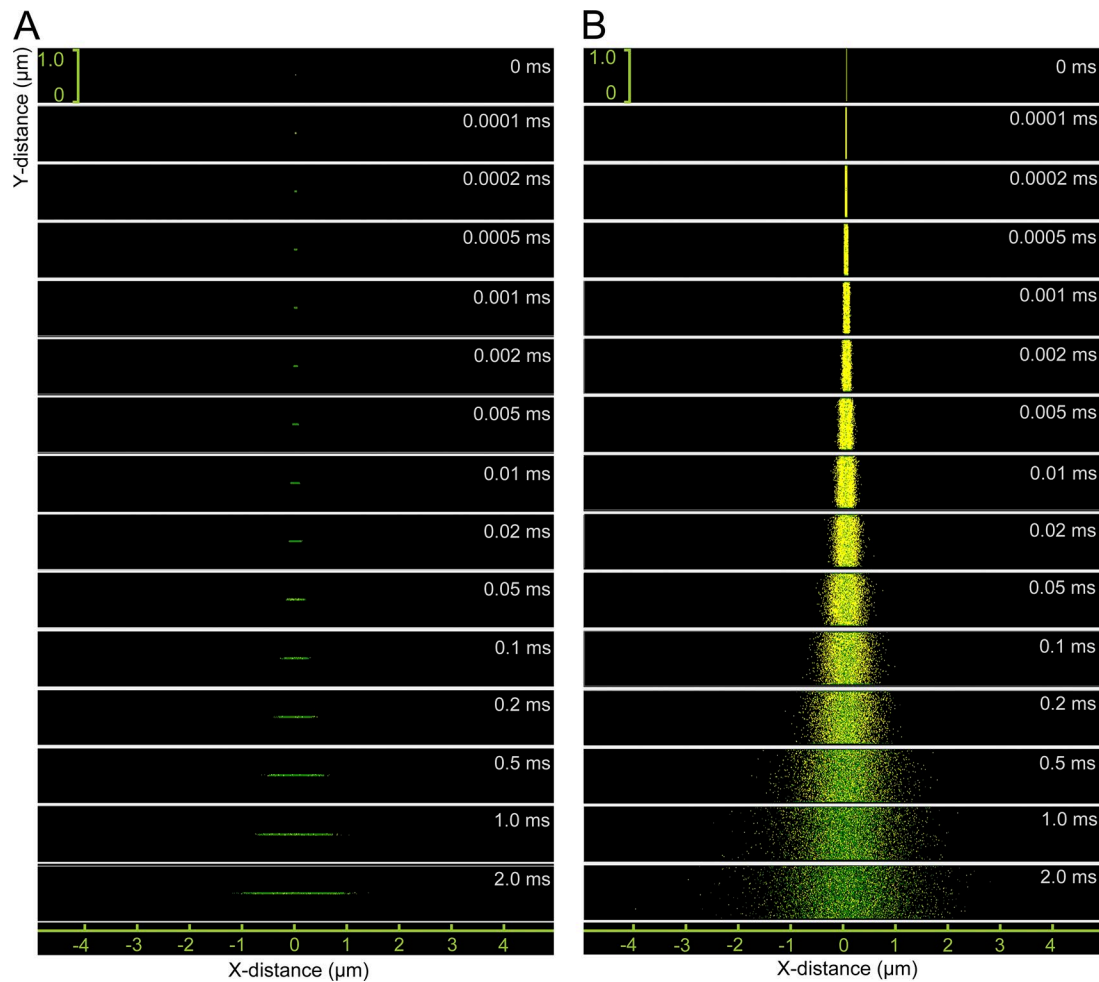 A
B
Y-distance (µm)
1.0
0
0 ms
0.0001 ms
0.0002 ms
0.0005 ms
0.001 ms
0.002 ms
0.005 ms
0.01 ms
0.02 ms
0.05 ms
0.1 ms
0.2 ms
0.5 ms
1.0 ms
2.0 ms
-4 -3 -2 -1 0 1 2 3 4
X-distance (µm)
1.0
0
0 ms
0.0001 ms
0.0002 ms
0.0005 ms
0.001 ms
0.002 ms
0.005 ms
0.01 ms
0.02 ms
0.05 ms
0.1 ms
0.2 ms
0.5 ms
1.0 ms
2.0 ms
-4 -3 -2 -1 0 1 2 3 4
X-distance (µm)